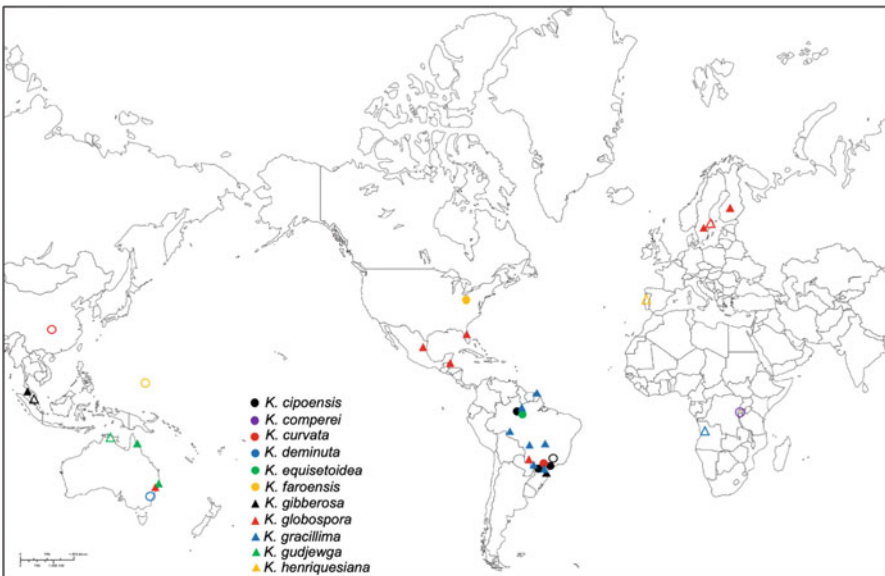 K. cipoensis
K. comperei
K. curvata
K. deminuta
K. equisetoidea
K. faroensis
K. gibberosa
K. globospora
K. gracillima
K. gudjewga
K. henriquesiana